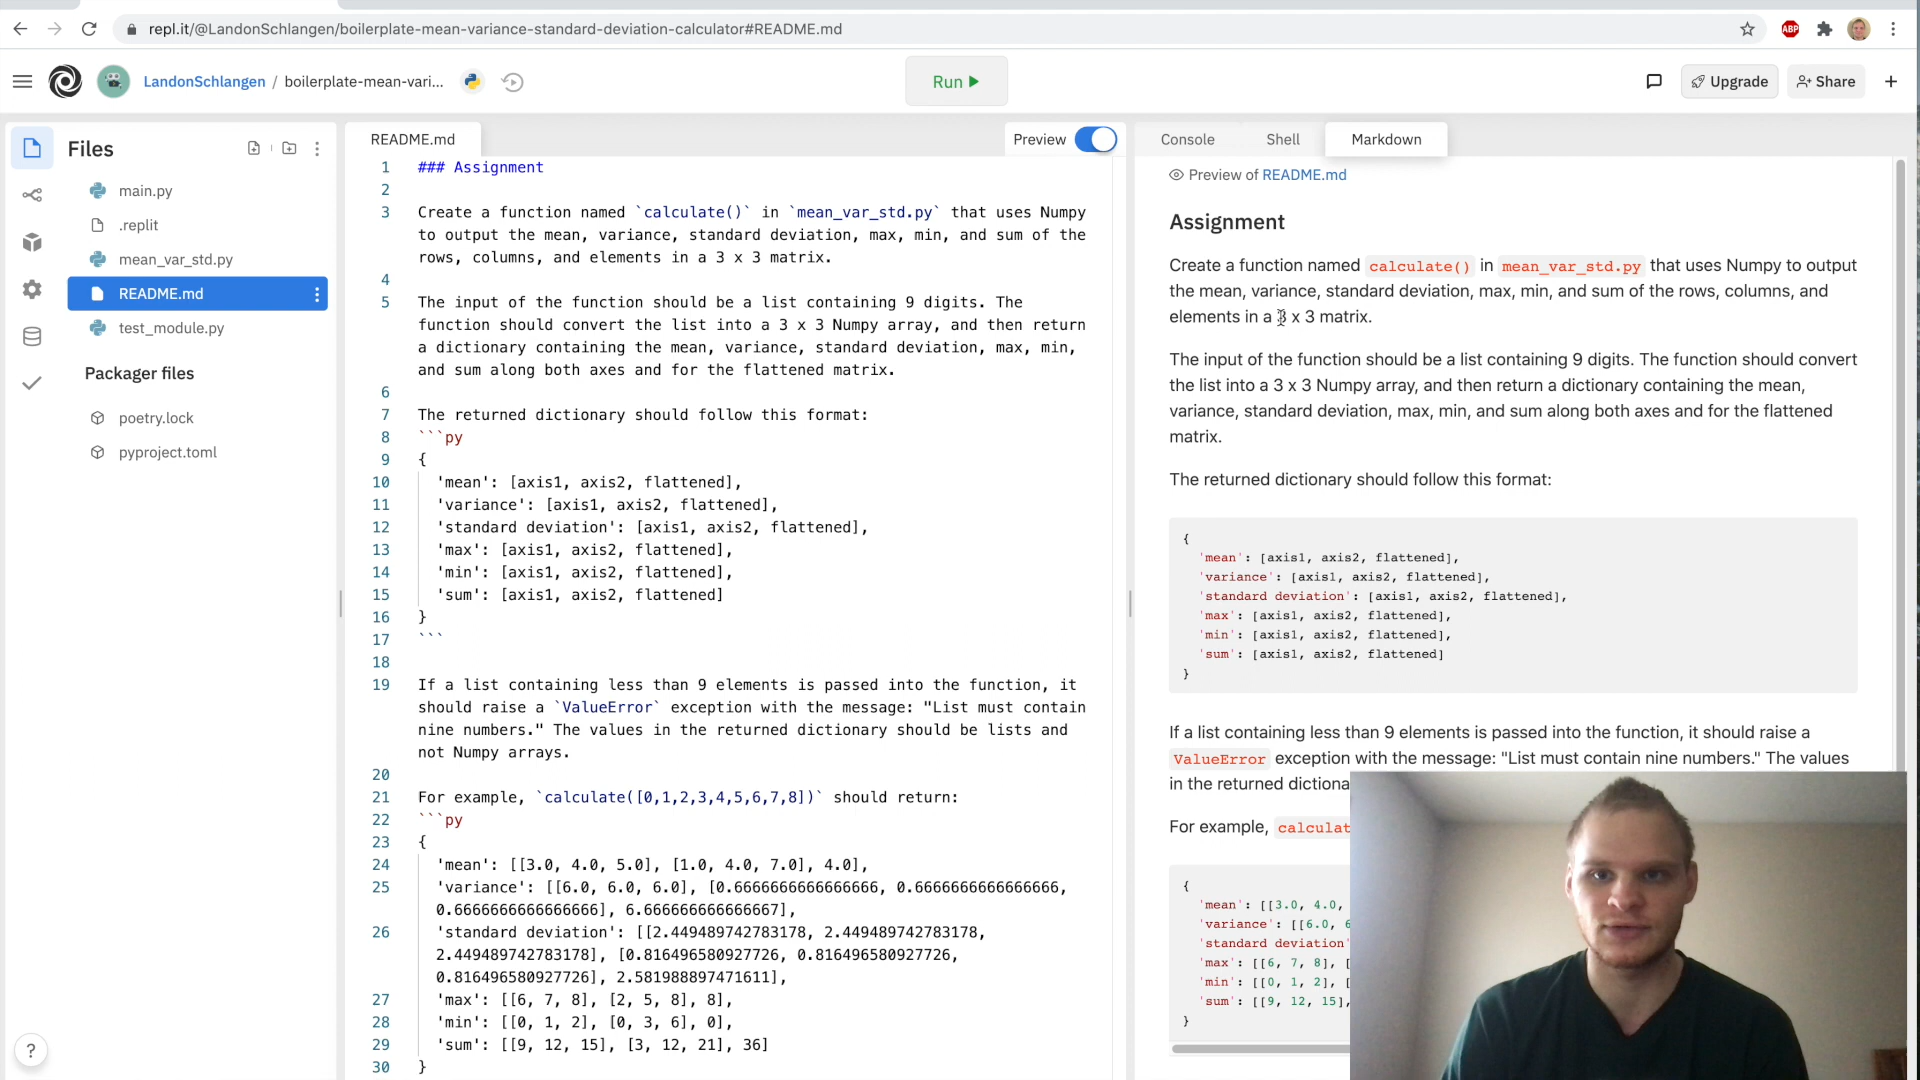 repl.it/@LandonSchlangen/boilerplate-mean-variance-standard-deviation-calculator#README.md
ABP
LandonSchlangen / boilerplate-mean-vari...
Run
Upgrade
Share
Files
main.py
.replit
mean_var_std.py
README.md
test_module.py
Packager files
poetry.lock
pyproject.toml
?
README.md
Preview
1 ### Assignment
2
3 Create a function named `calculate()` in `mean_var_std.py` that uses Numpy
to output the mean, variance, standard deviation, max, min, and sum of the
rows, columns, and elements in a 3 x 3 matrix.
4
5 The input of the function should be a list containing 9 digits. The
function should convert the list into a 3 x 3 Numpy array, and then return
a dictionary containing the mean, variance, standard deviation, max, min,
and sum along both axes and for the flattened matrix.
6
7 The returned dictionary should follow this format:
8 ```py
9 {
10 'mean': [axis1, axis2, flattened],
11 'variance': [axis1, axis2, flattened],
12 'standard deviation': [axis1, axis2, flattened],
13 'max': [axis1, axis2, flattened],
14 'min': [axis1, axis2, flattened],
15 'sum': [axis1, axis2, flattened]
16 }
17 ```
18
19 If a list containing less than 9 elements is passed into the function, it
should raise a `ValueError` exception with the message: "List must contain
nine numbers." The values in the returned dictionary should be lists and
not Numpy arrays.
20
21 For example, `calculate([0,1,2,3,4,5,6,7,8])` should return:
22 ```py
23 {
24 'mean': [[3.0, 4.0, 5.0], [1.0, 4.0, 7.0], 4.0],
25 'variance': [[6.0, 6.0, 6.0], [0.6666666666666666, 0.6666666666666666,
0.6666666666666666], 6.666666666666667],
26 'standard deviation': [[2.449489742783178, 2.449489742783178,
2.449489742783178], [0.816496580927726, 0.816496580927726,
0.816496580927726], 2.581988897471611],
27 'max': [[6, 7, 8], [2, 5, 8], 8],
28 'min': [[0, 1, 2], [0, 3, 6], 0],
29 'sum': [[9, 12, 15], [3, 12, 21], 36]
30 }
Console
Shell
Markdown
Preview of README.md
Assignment
Create a function named calculate() in mean_var_std.py that uses Numpy to output
the mean, variance, standard deviation, max, min, and sum of the rows, columns, and
elements in a 3 x 3 matrix.
The input of the function should be a list containing 9 digits. The function should convert
the list into a 3 x 3 Numpy array, and then return a dictionary containing the mean,
variance, standard deviation, max, min, and sum along both axes and for the flattened
matrix.
The returned dictionary should follow this format:
{
'mean': [axis1, axis2, flattened],
'variance': [axis1, axis2, flattened],
'standard deviation': [axis1, axis2, flattened],
'max': [axis1, axis2, flattened],
'min': [axis1, axis2, flattened],
'sum': [axis1, axis2, flattened]
}
If a list containing less than 9 elements is passed into the function, it should raise a
ValueError exception with the message: "List must contain nine numbers." The values
in the returned dictiona
For example, calculat
{
'mean': [[3.0, 4.0,
'variance': [[6.0, 6
'standard deviation'
'max': [[6, 7, 8], [
'min': [[0, 1, 2], [
'sum': [[9, 12, 15],
}